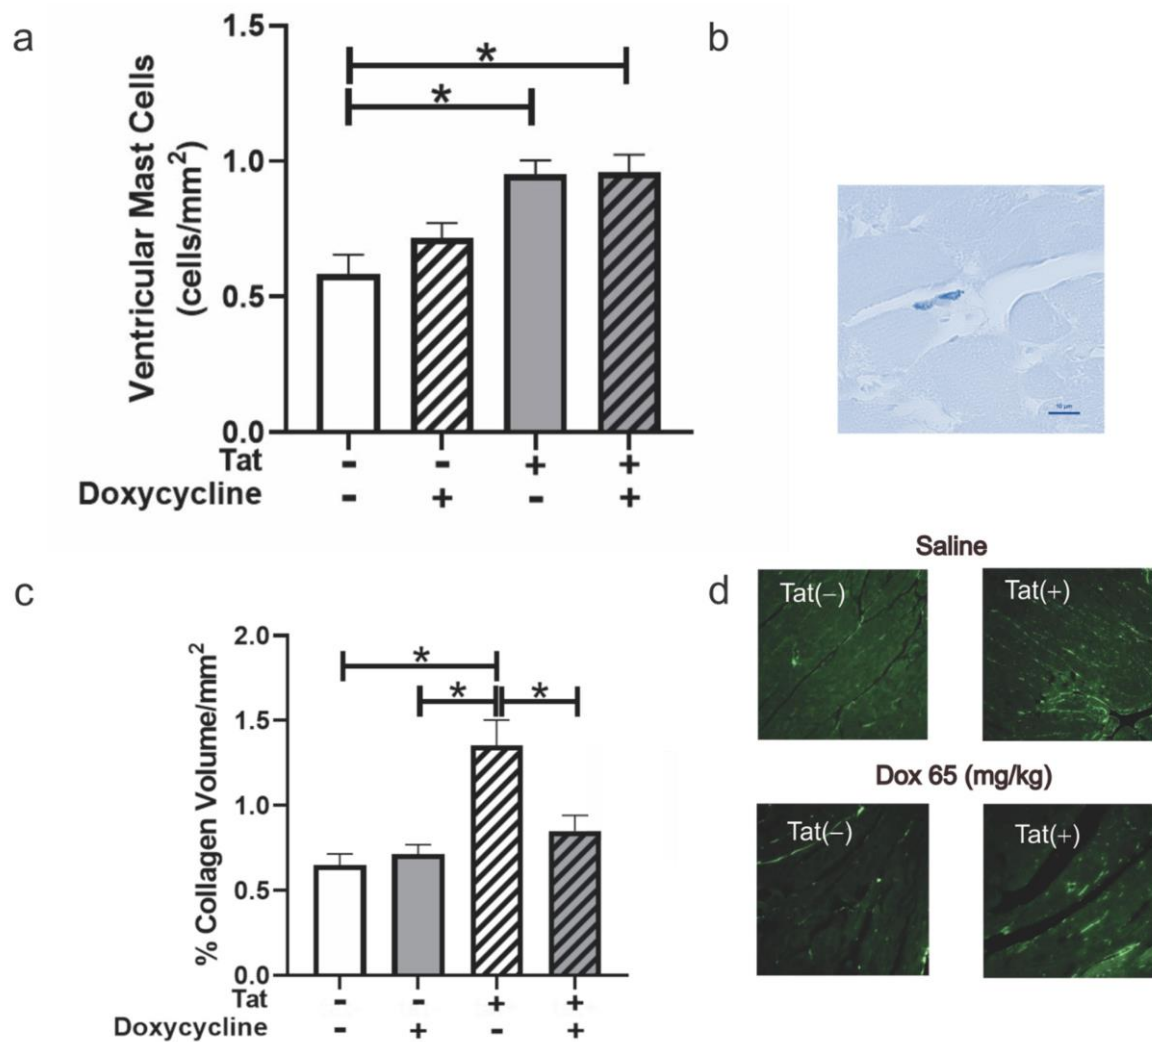 a
b
1.5
1.0
0.5
0.0
Ventricular Mast Cells
(cells/mm²)
*
*
Tat - - + +
Doxycycline - + - +
10 µm
c
d
2.0
1.5
1.0
0.5
0.0
% Collagen Volume/mm²
*
* *
Tat - - + +
Doxycycline - + - +
Saline
Tat(−) Tat(+)
Dox 65 (mg/kg)
Tat(−) Tat(+)